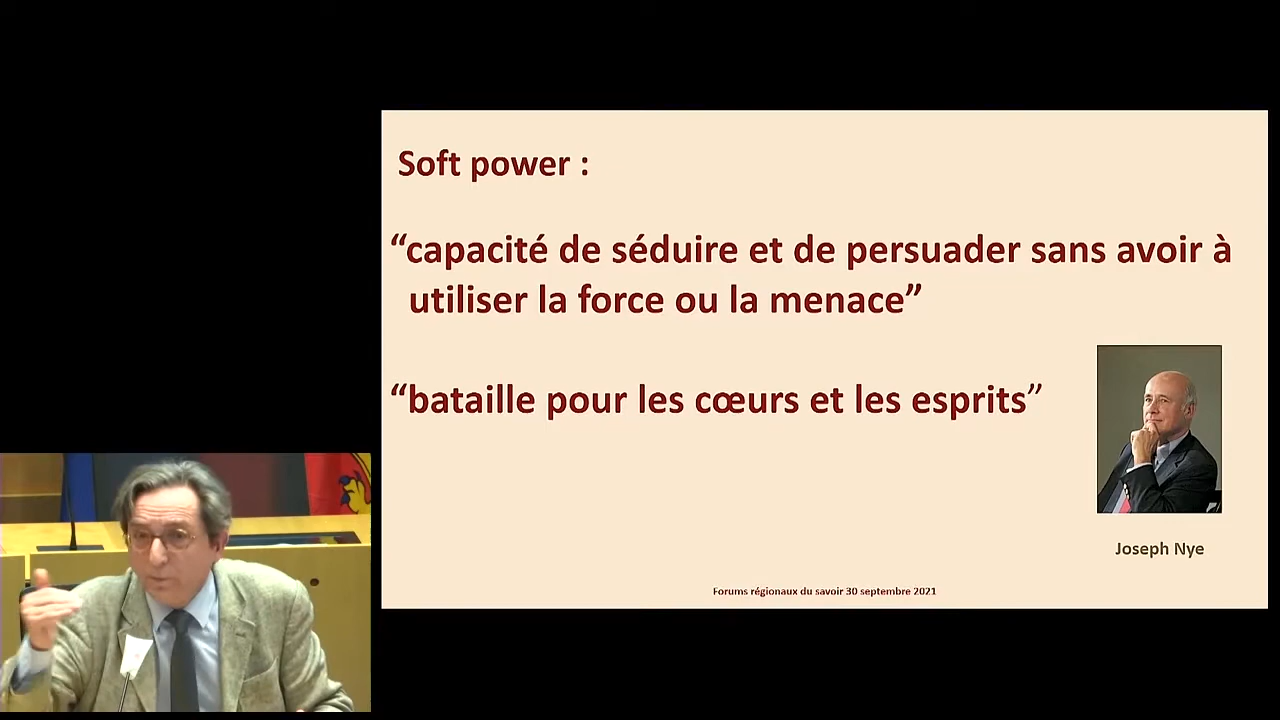 Soft power :
“capacité de séduire et de persuader sans avoir à
utiliser la force ou la menace”
“bataille pour les cœurs et les esprits”
Joseph Nye
Forums régionaux du savoir 30 septembre 2021